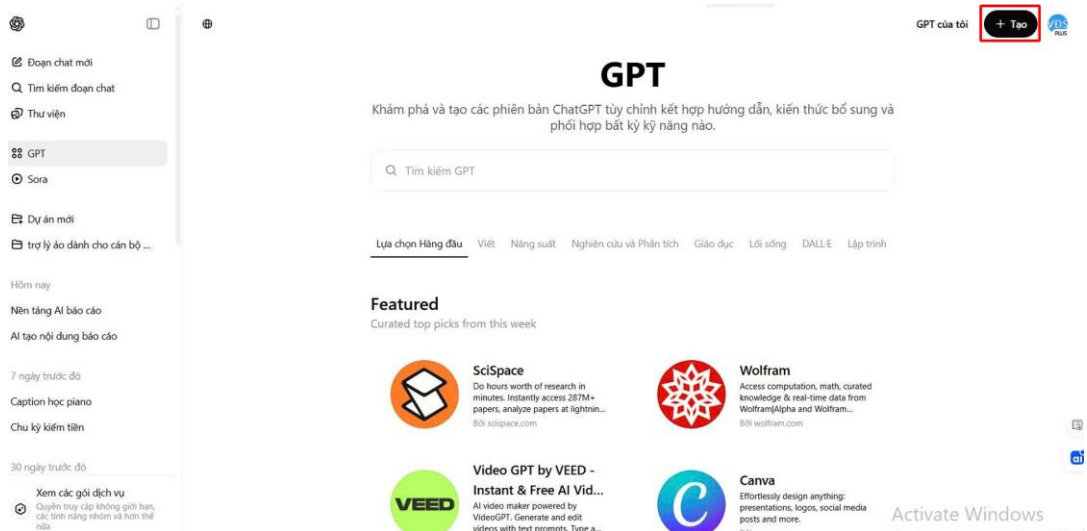 GPT của tôi
+ Tạo
VĐS
PLUS
Đoạn chat mới
Tìm kiếm đoạn chat
Thư viện
GPT
Sora
Dự án mới
trợ lý ảo dành cho cán bộ ...
Hôm nay
Nền tảng AI báo cáo
AI tạo nội dung báo cáo
7 ngày trước đó
Caption học piano
Chu kỳ kiếm tiền
30 ngày trước đó
Xem các gói dịch vụ
Quyền truy cập không giới hạn,
các tính năng nhóm và hơn thế
nữa
GPT
Khám phá và tạo các phiên bản ChatGPT tùy chỉnh kết hợp hướng dẫn, kiến thức bổ sung và
phối hợp bất kỳ kỹ năng nào.
Tìm kiếm GPT
Lựa chọn Hàng đầu Viết Năng suất Nghiên cứu và Phân tích Giáo dục Lối sống DALL·E Lập trình
Featured
Curated top picks from this week
SciSpace
Do hours worth of research in
minutes. Instantly access 287M+
papers, analyze papers at lightnin...
Bởi scispace.com
Wolfram
Access computation, math, curated
knowledge & real-time data from
Wolfram|Alpha and Wolfram...
Bởi wolfram.com
VEED
Video GPT by VEED -
Instant & Free AI Vid...
AI video maker powered by
VideoGPT. Generate and edit
videos with text prompts. Type a...
Canva
Effortlessly design anything:
presentations, logos, social media
posts and more.
ai
Activate Windows